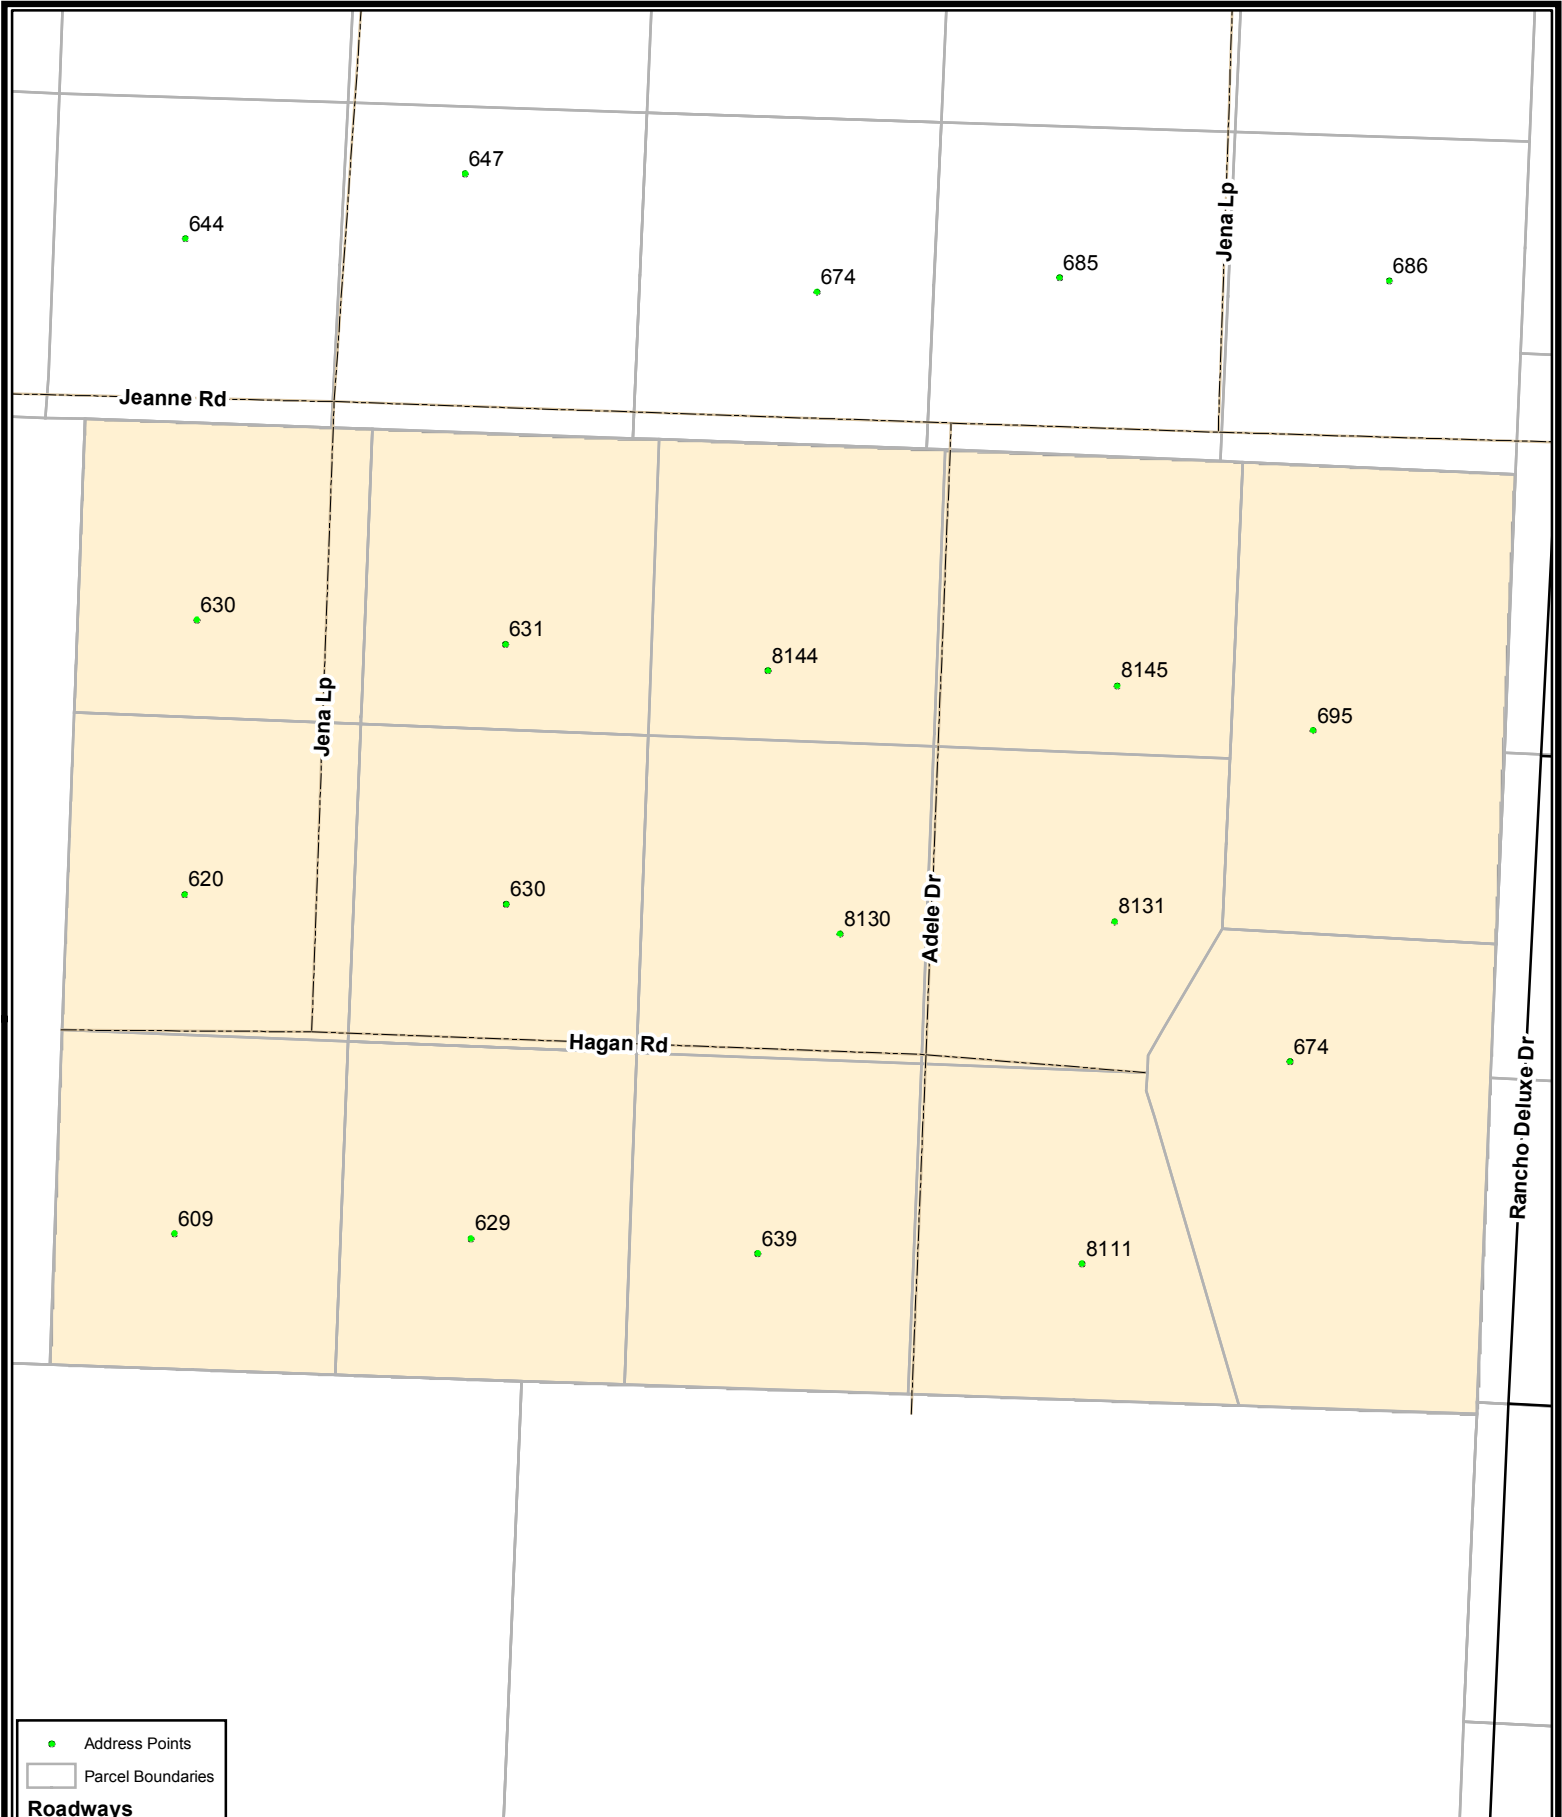 647
644
Jena Lp
685
686
674
Jeanne Rd
630
631
8144
8145
Jena Lp
695
620
630
8131
8130
Adele Dr
Hagan Rd
674
Rancho Deluxe Dr
609
629
639
8111
Address Points
Parcel Boundaries
Roadways